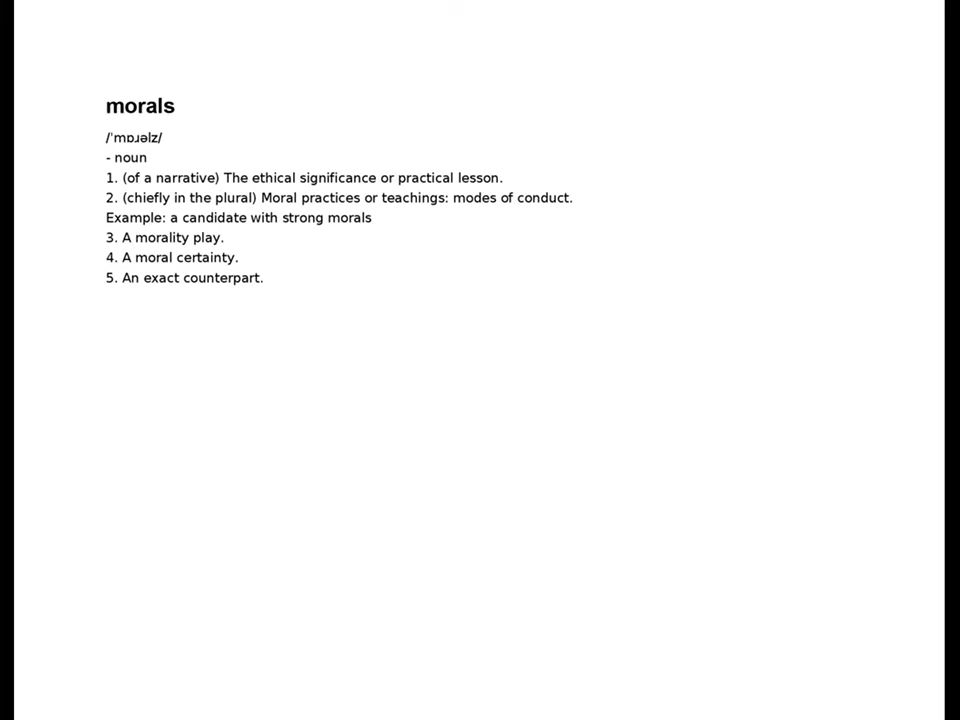 morals
/ˈmɒɹəlz/
- noun
1. (of a narrative) The ethical significance or practical lesson.
2. (chiefly in the plural) Moral practices or teachings: modes of conduct.
Example: a candidate with strong morals
3. A morality play.
4. A moral certainty.
5. An exact counterpart.